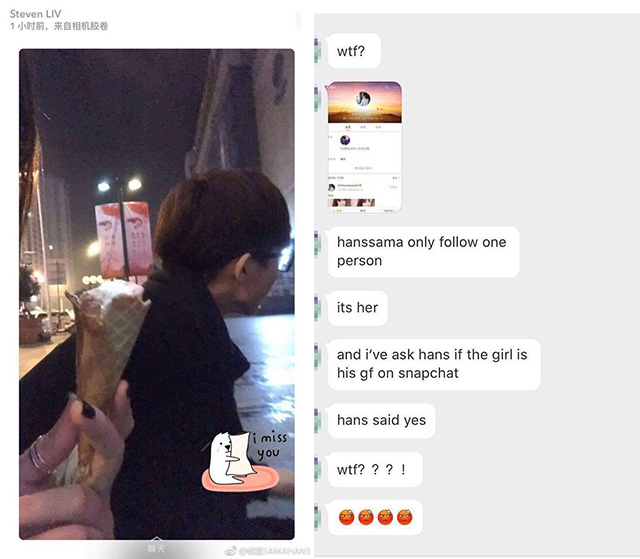 Steven LIV
1 小时前，来自相机胶卷
i miss
you
聊天
wtf?
hanssama only follow one
person
its her
and i've ask hans if the girl is
his gf on snapchat
hans said yes
wtf? ? ? !